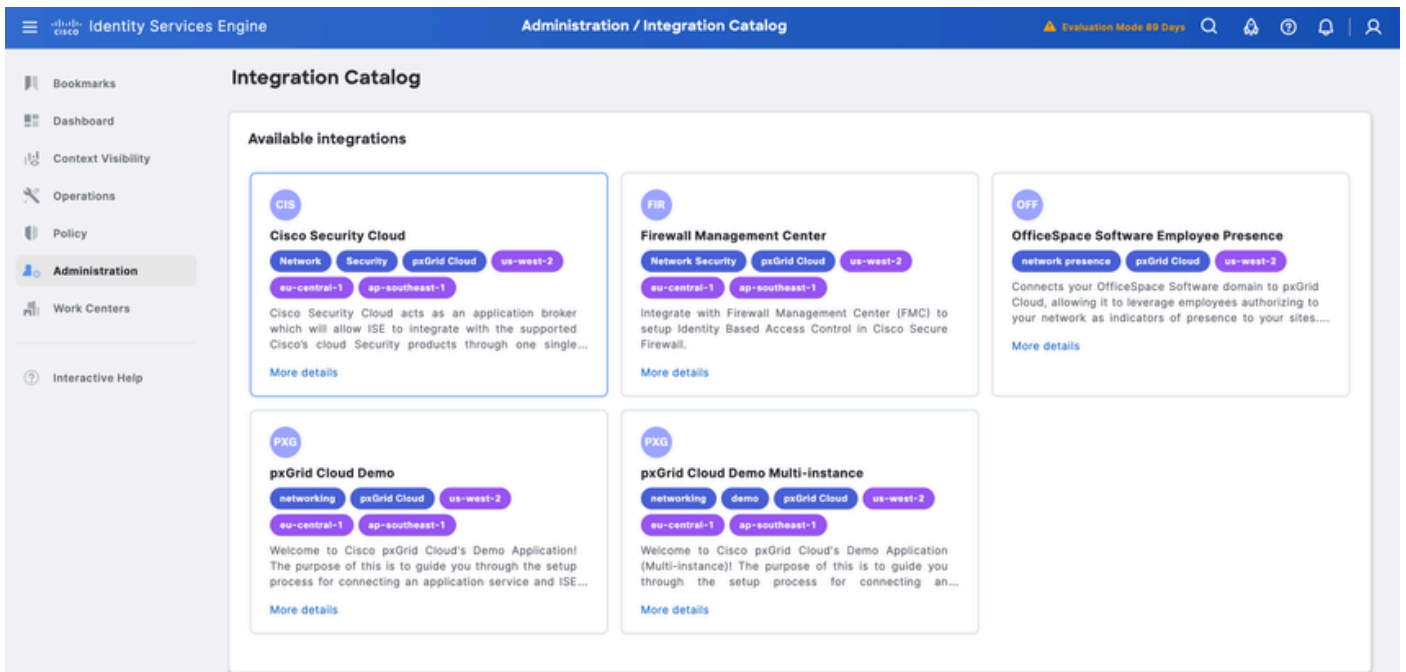 cisco Identity Services Engine
Administration / Integration Catalog
Evaluation Mode 89 Days
Bookmarks
Dashboard
Context Visibility
Operations
Policy
Administration
Work Centers
Interactive Help
Integration Catalog
Available integrations
CIS
Cisco Security Cloud
Network Security pxGrid Cloud us-west-2
eu-central-1 ap-southeast-1
Cisco Security Cloud acts as an application broker
which will allow ISE to integrate with the supported
Cisco's cloud Security products through one single...
More details
FIR
Firewall Management Center
Network Security pxGrid Cloud us-west-2
eu-central-1 ap-southeast-1
Integrate with Firewall Management Center (FMC) to
setup Identity Based Access Control in Cisco Secure
Firewall.
More details
OFF
OfficeSpace Software Employee Presence
network presence pxGrid Cloud us-west-2
Connects your OfficeSpace Software domain to pxGrid
Cloud, allowing it to leverage employees authorizing to
your network as indicators of presence to your sites....
More details
PXG
pxGrid Cloud Demo
networking pxGrid Cloud us-west-2
eu-central-1 ap-southeast-1
Welcome to Cisco pxGrid Cloud's Demo Application!
The purpose of this is to guide you through the setup
process for connecting an application service and ISE...
More details
PXG
pxGrid Cloud Demo Multi-instance
networking demo pxGrid Cloud us-west-2
eu-central-1 ap-southeast-1
Welcome to Cisco pxGrid Cloud's Demo Application
(Multi-instance)! The purpose of this is to guide you
through the setup process for connecting an...
More details